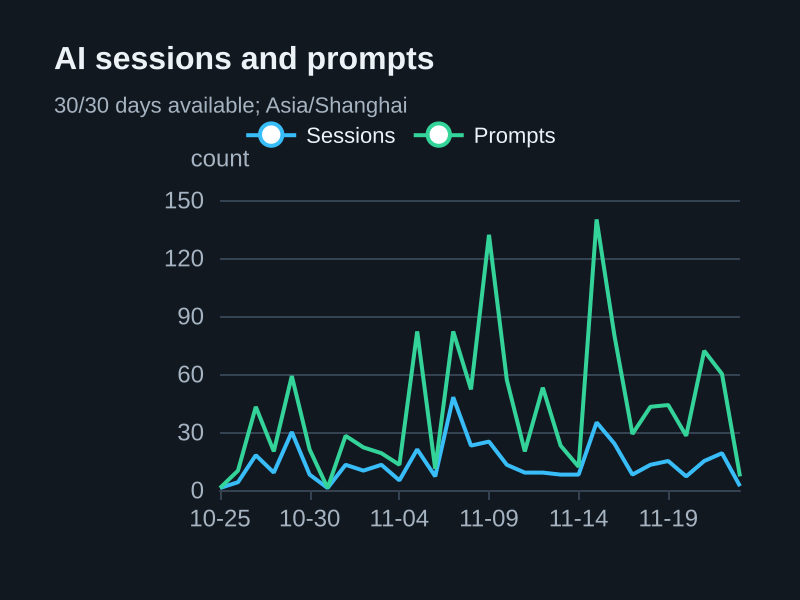 AI sessions and prompts
30/30 days available; Asia/Shanghai
Sessions Prompts
count
150
120
90
60
30
0
10-25 10-30 11-04 11-09 11-14 11-19